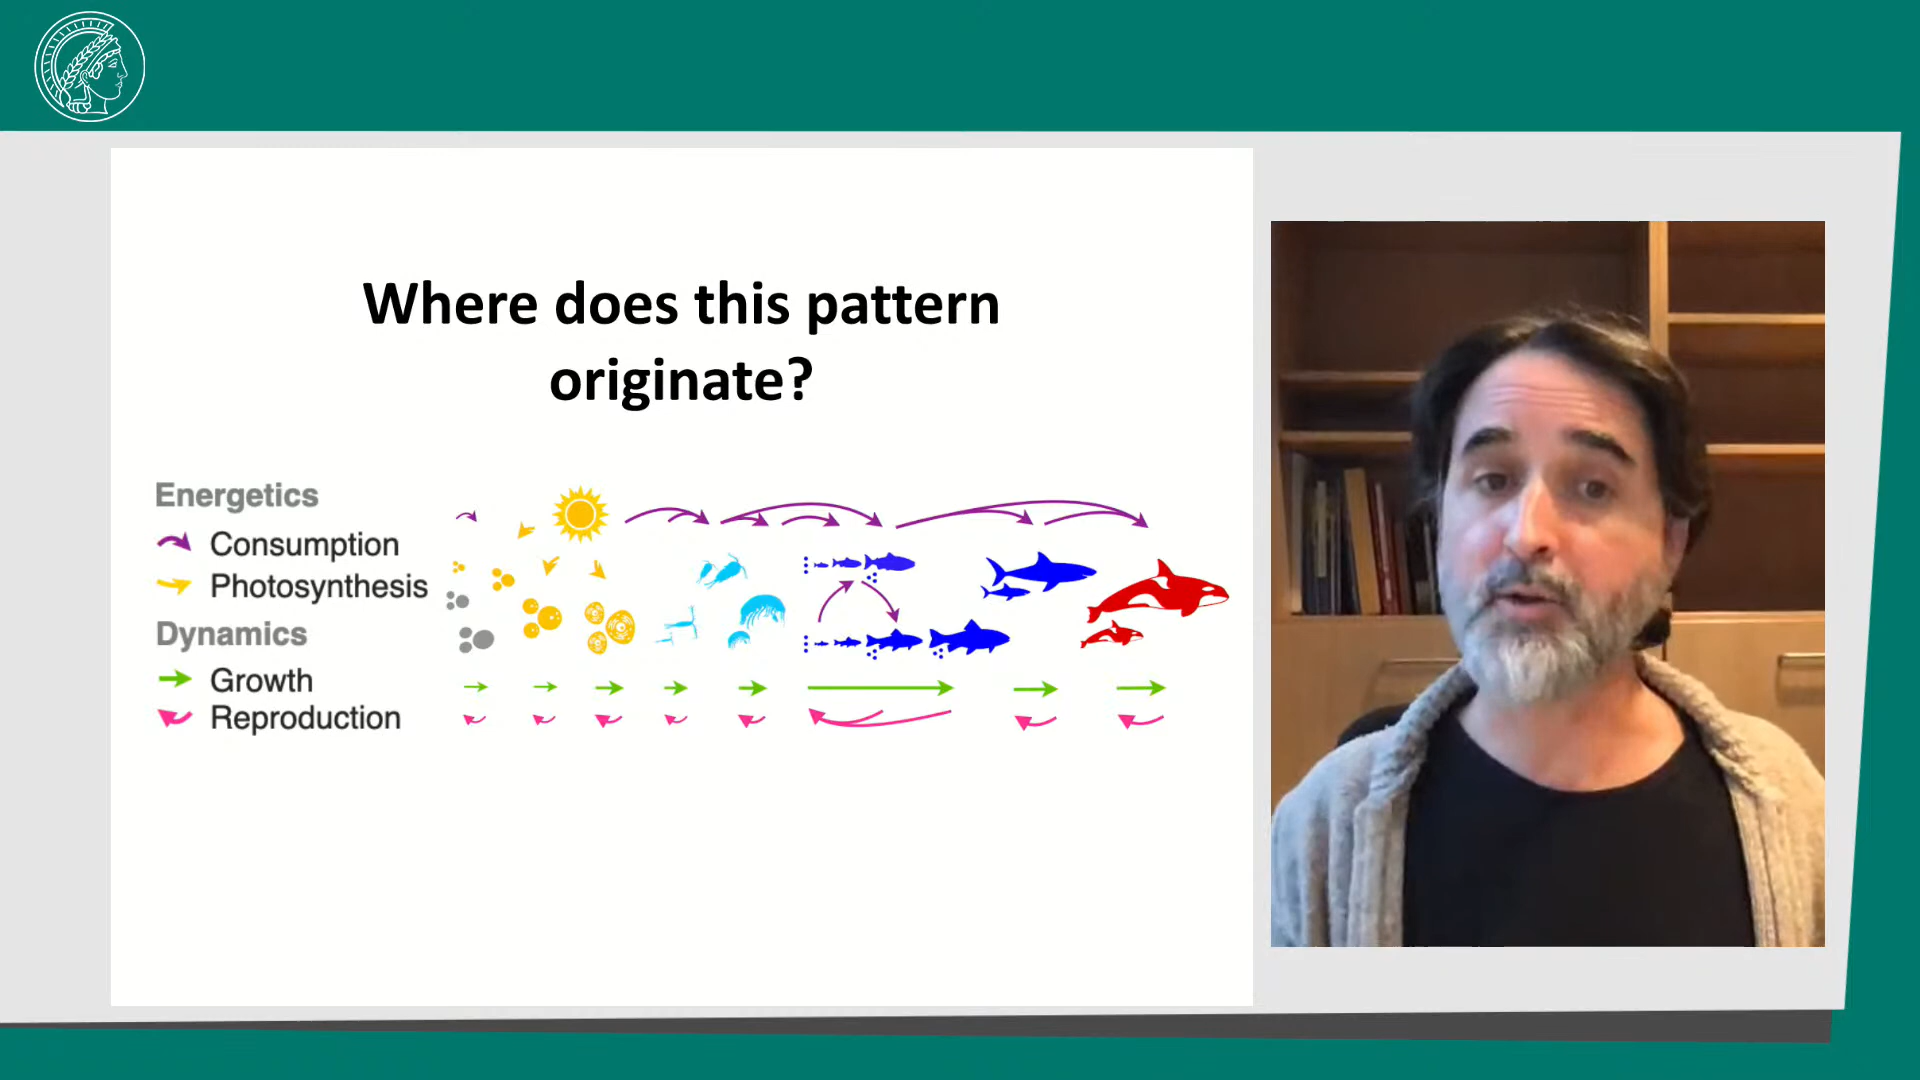 Where does this pattern
originate?
Energetics
Consumption
Photosynthesis
Dynamics
Growth
Reproduction